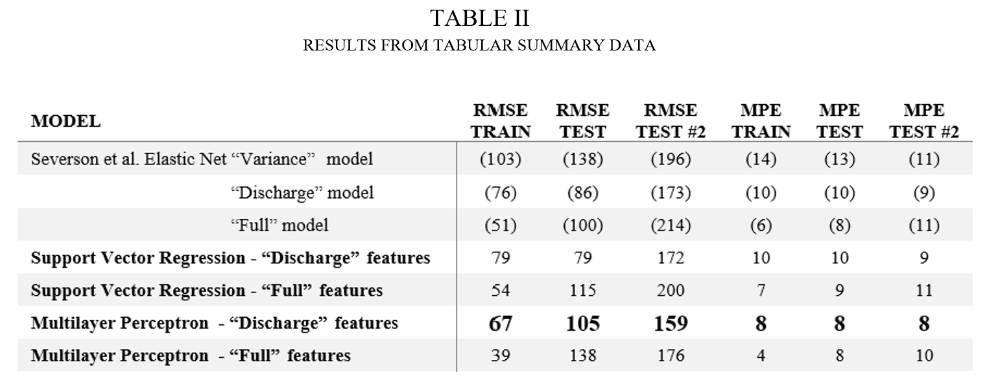 TABLE II
RESULTS FROM TABULAR SUMMARY DATA
MODEL RMSE TRAIN RMSE TEST RMSE TEST #2 MPE TRAIN MPE TEST MPE TEST #2
Severson et al. Elastic Net “Variance” model (103) (138) (196) (14) (13) (11)
“Discharge” model (76) (86) (173) (10) (10) (9)
“Full” model (51) (100) (214) (6) (8) (11)
Support Vector Regression - “Discharge” features 79 79 172 10 10 9
Support Vector Regression - “Full” features 54 115 200 7 9 11
Multilayer Perceptron - “Discharge” features 67 105 159 8 8 8
Multilayer Perceptron - “Full” features 39 138 176 4 8 10